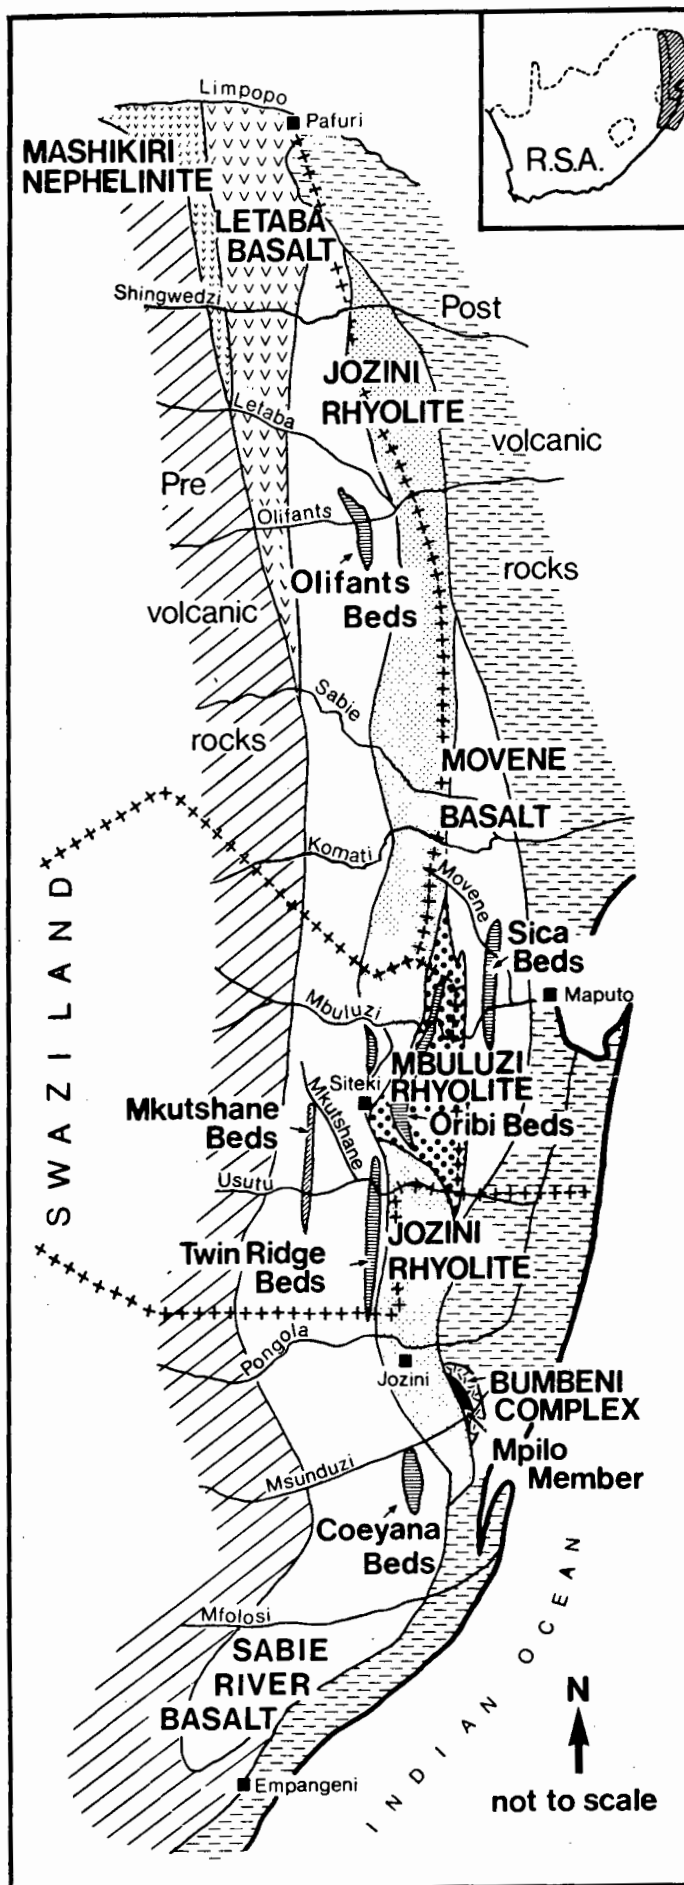 Limpopo
Pafuri
R.S.A.
MASHIKIRI
NEPHELINITE
LETABA
BASALT
Shingwedzi
Post
JOZINI
RHYOLITE
Letaba
volcanic
Pre
Olifants
rocks
Olifants
Beds
volcanic
Sabie
rocks
MOVENE
BASALT
Komati
Movene
SWAZILAND
Sica
Beds
Mbuluzi
Maputo
MBULUZI
RHYOLITE
Siteki
Mkutshane
Beds
Mkutshane
Oribi Beds
Usutu
JOZINI
RHYOLITE
Twin Ridge
Beds
Pongola
Jozini
BUMBENI
COMPLEX
Mpilo
Member
Msunduzi
Coeyana
Beds
Mfolosi
SABIE
RIVER
BASALT
INDIAN OCEAN
N
not to scale
Empangeni